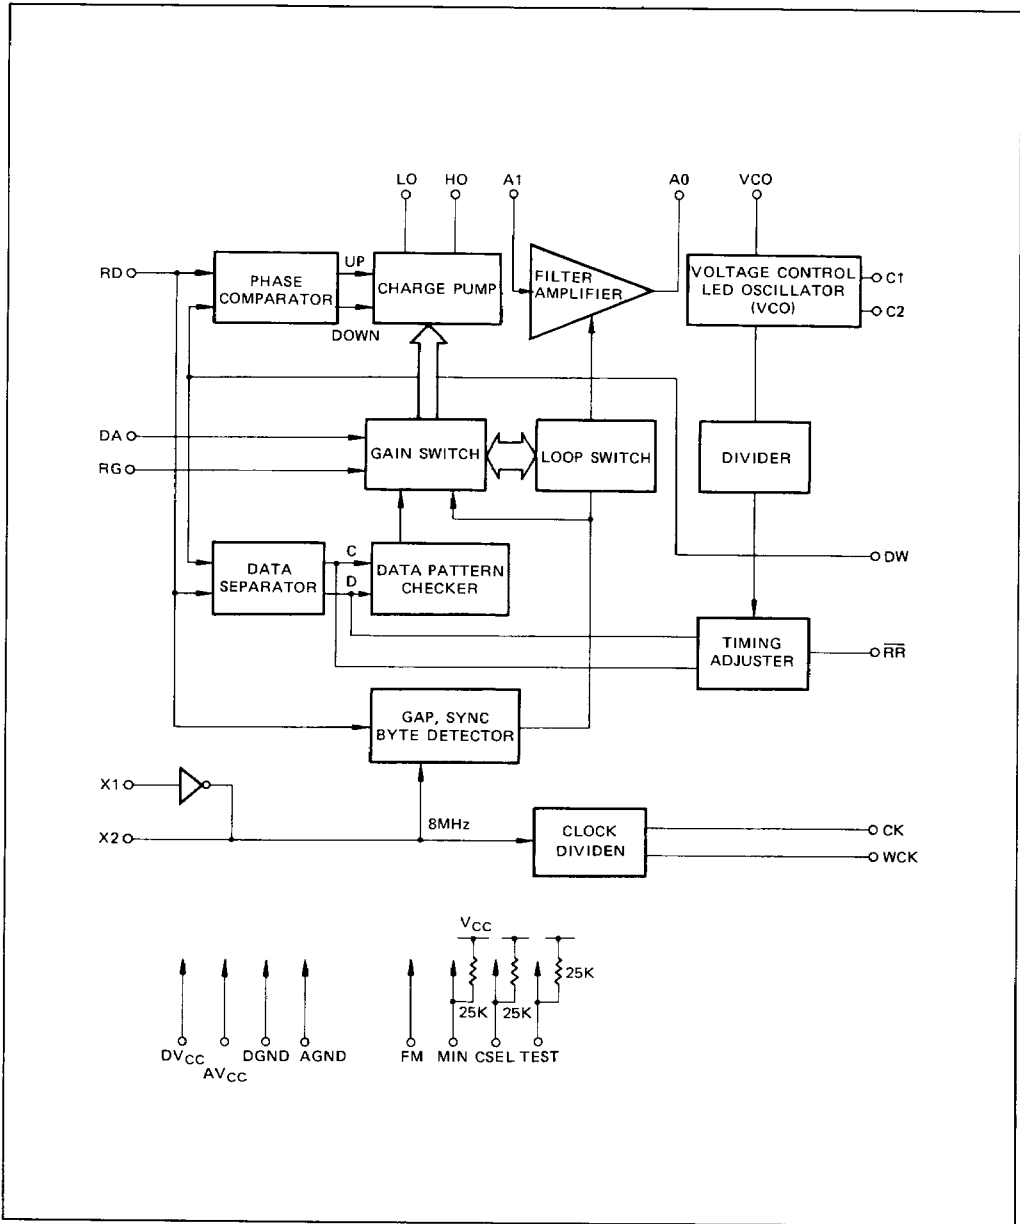 LO HO A1 A0 VCO
RD
UP
PHASE
COMPARATOR
DOWN
CHARGE PUMP
FILTER
AMPLIFIER
VOLTAGE CONTROL
LED OSCILLATOR
(VCO)
C1
C2
DA
RG
GAIN SWITCH
LOOP SWITCH
DIVIDER
DW
DATA
SEPARATOR
C
D
DATA PATTERN
CHECKER
TIMING
ADJUSTER
R̅R̅
GAP, SYNC
BYTE DETECTOR
X1
X2
8MHz
CLOCK
DIVIDEN
CK
WCK
VCC
25K
25K 25K
DVCC AVCC DGND AGND FM MIN CSEL TEST